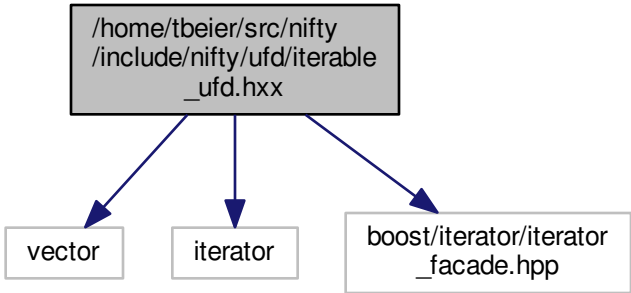 /home/tbeier/src/nifty
/include/nifty/ufd/iterable
_ufd.hxx
vector
iterator
boost/iterator/iterator
_facade.hpp